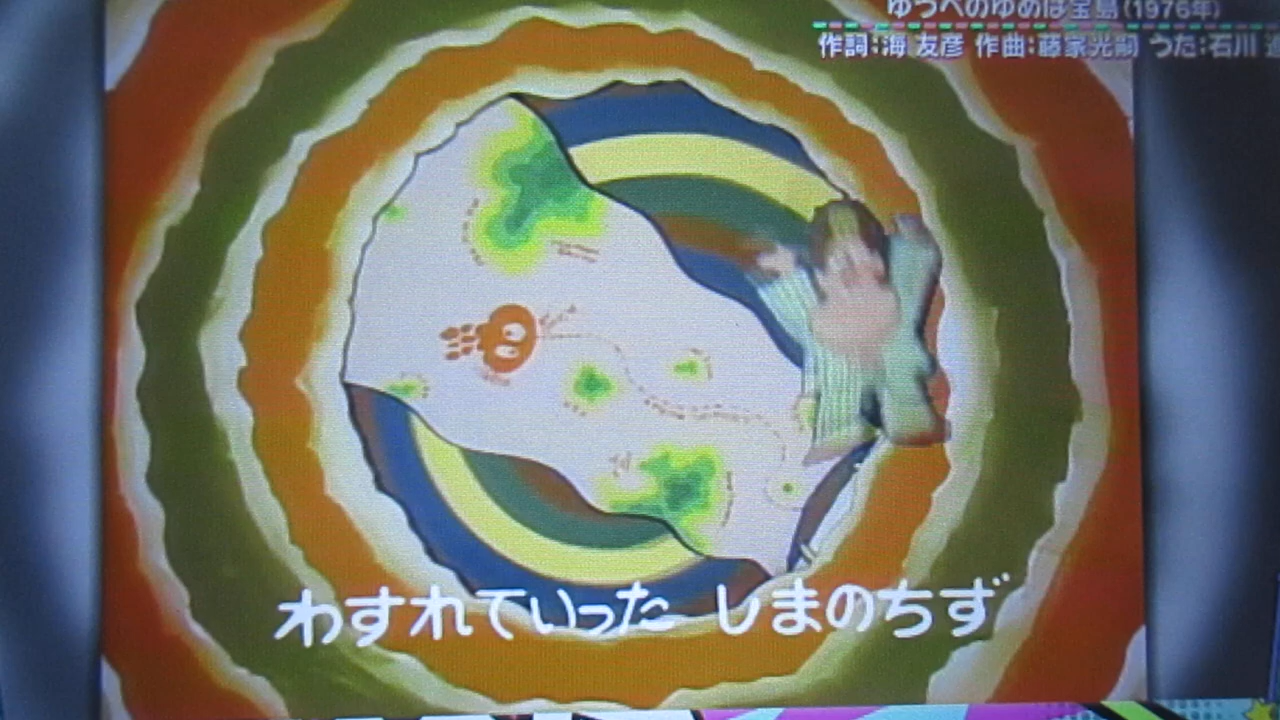 ゆうべのゆめは宝島(1976年)
作詞:海 友彦 作曲:藤家光嗣 うた:石川
わすれていった しまのちず